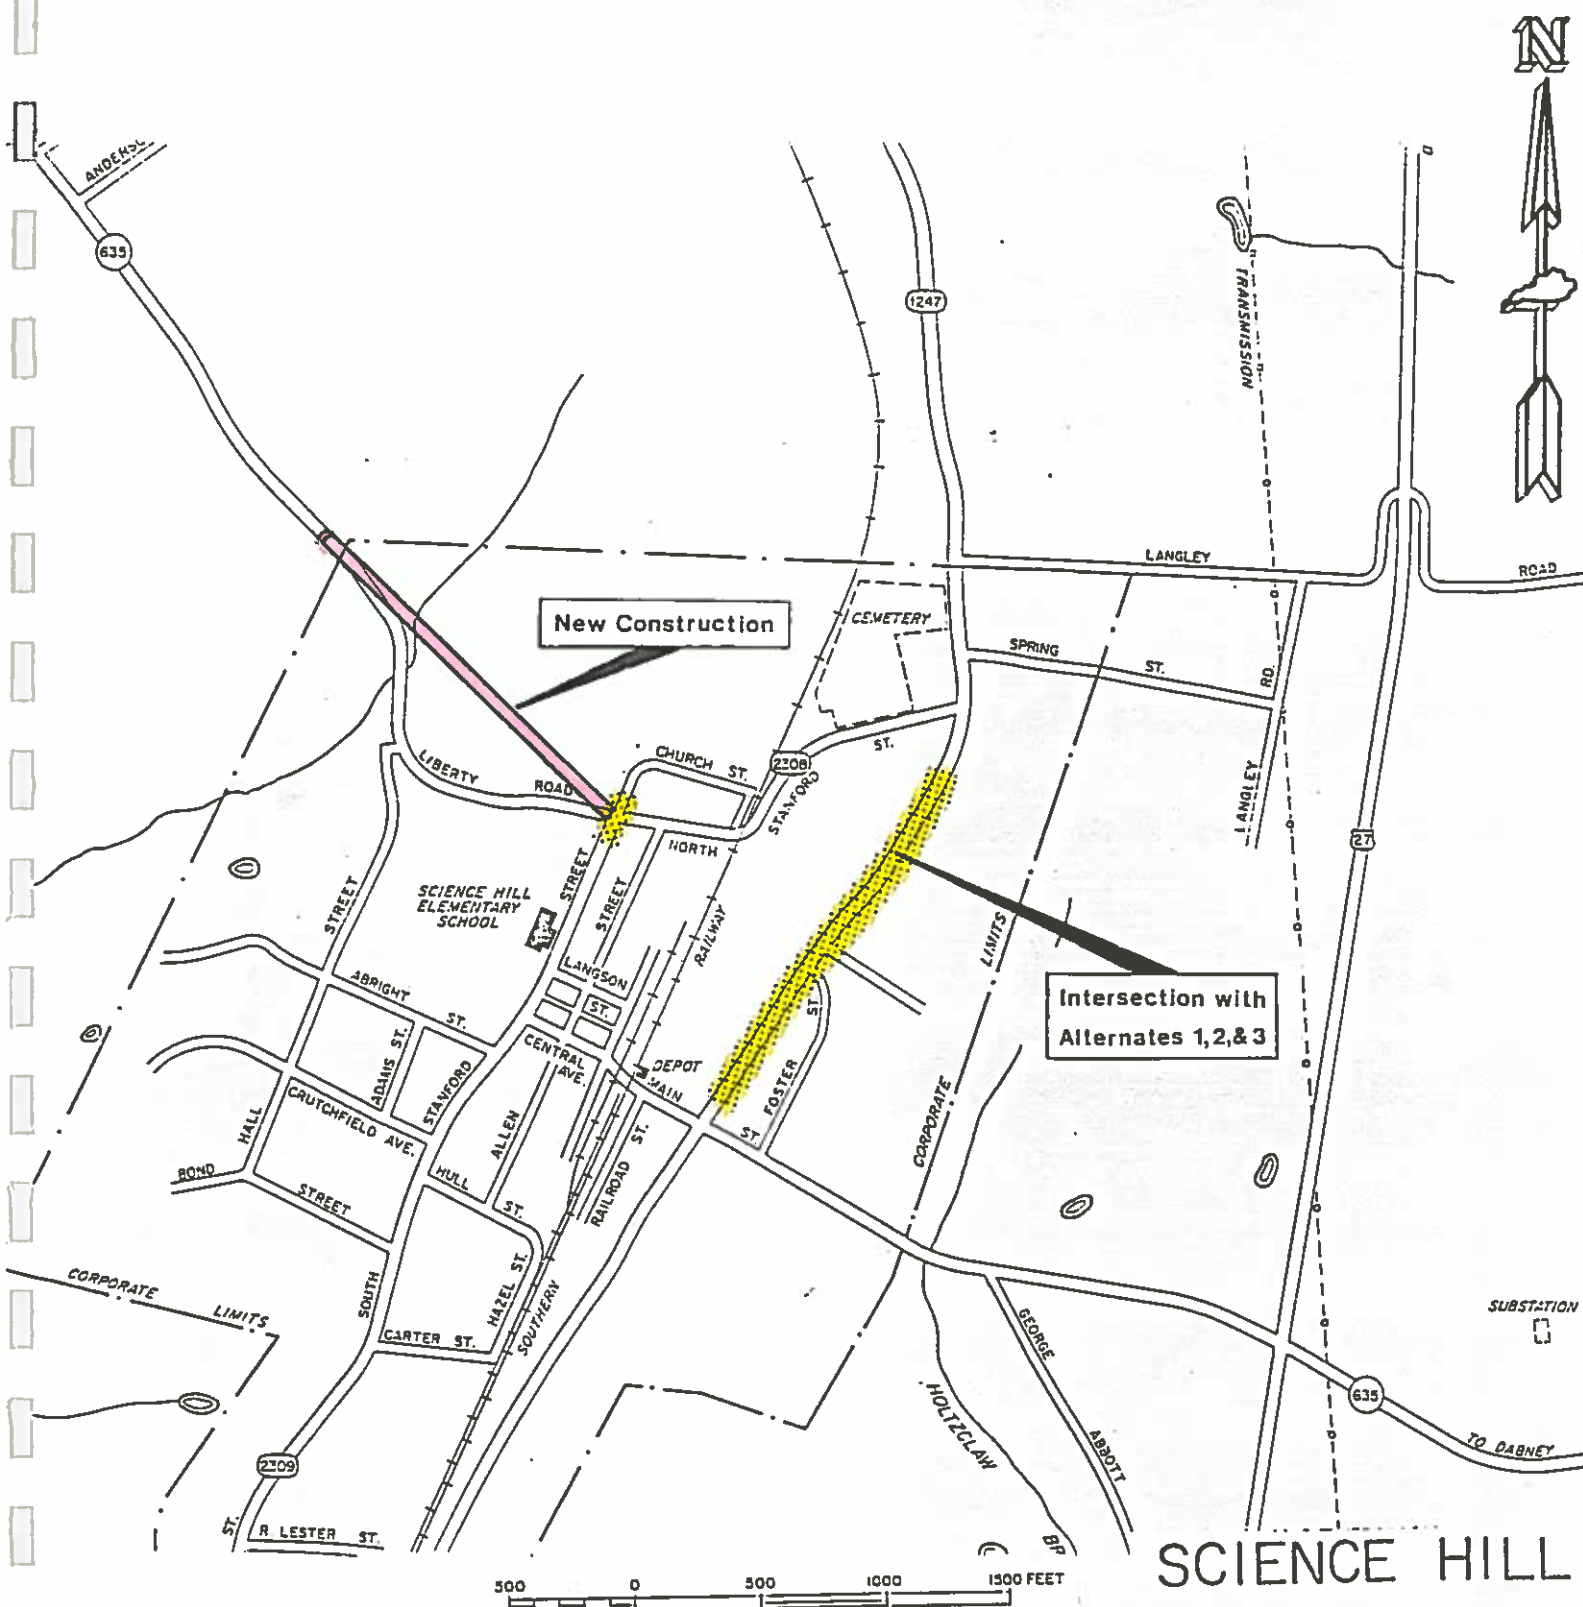 N
ANDERS
635
1247
TRANSMISSION
LANGLEY
ROAD
New Construction
CEMETERY
SPRING
ST.
RD.
ST.
CHURCH ST.
2308
LIBERTY
ROAD
STANFORD
NORTH
LANGLEY
27
STREET
STREET
STREET
SCIENCE HILL
ELEMENTARY
SCHOOL
RAILWAY
LIMITS
LANGSON
ST.
ABRIGHT
ST.
Intersection with
Alternates 1,2,& 3
ST.
CENTRAL
AVE.
DEPOT
MAIN
FOSTER
ADAMS ST.
STANFORD
CRUTCHFIELD AVE.
HALL
ALLEN
ST.
ST
CORPORATE
BOND
STREET
HULL
ST.
RAILROAD
CORPORATE
LIMITS
SOUTH
HAZEL ST.
SOUTHERN
GEORGE
SUBSTATION
CARTER ST.
HOLTZCLAW
635
ABBOTT
TO DABNEY
2309
ST.
R. LESTER ST.
BR
SCIENCE HILL
500 0 500 1000 1500 FEET